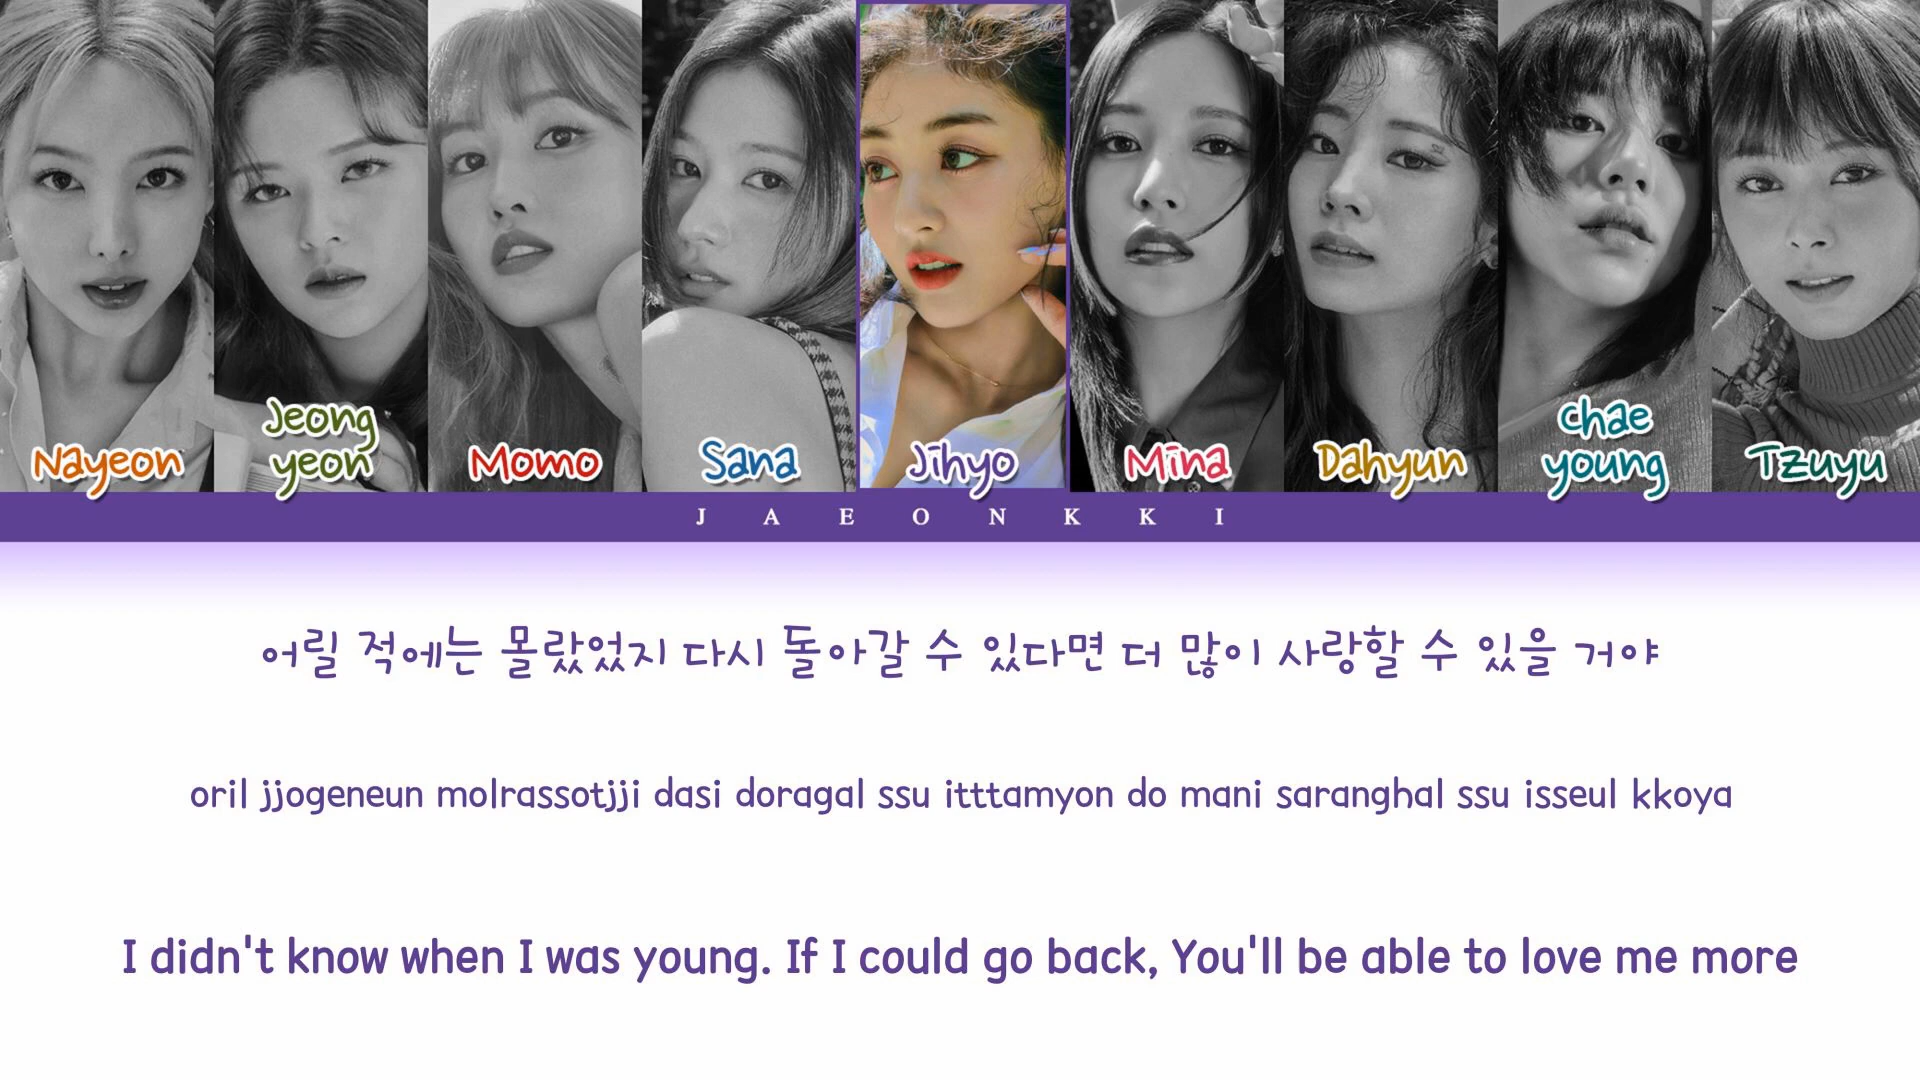 Nayeon
Jeong
yeon
Momo
Sana
Jihyo
Mina
Dahyun
chae
young
Tzuyu
J A E O N K K I
어릴 적에는 몰랐었지 다시 돌아갈 수 있다면 더 많이 사랑할 수 있을 거야
oril jjogeneun molrassotjji dasi doragal ssu itttamyon do mani saranghal ssu isseul kkoya
I didn't know when I was young. If I could go back, You'll be able to love me more